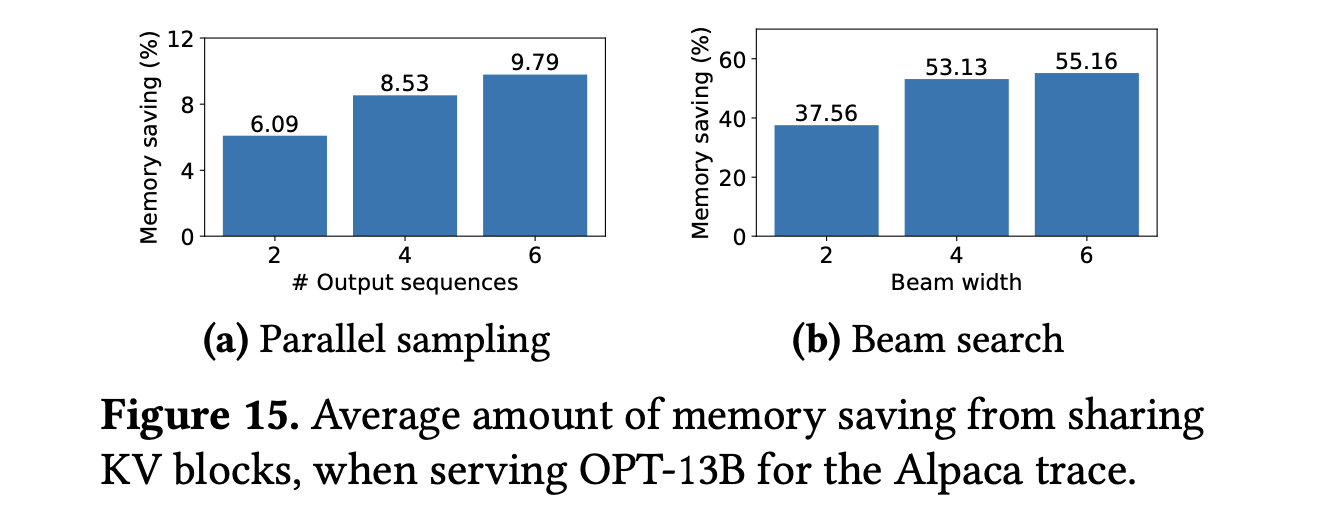 Memory saving (%)
12
8
4
0
6.09
8.53
9.79
2
4
6
# Output sequences
(a) Parallel sampling
Memory saving (%)
60
40
20
0
37.56
53.13
55.16
2
4
6
Beam width
(b) Beam search
Figure 15. Average amount of memory saving from sharing
KV blocks, when serving OPT-13B for the Alpaca trace.